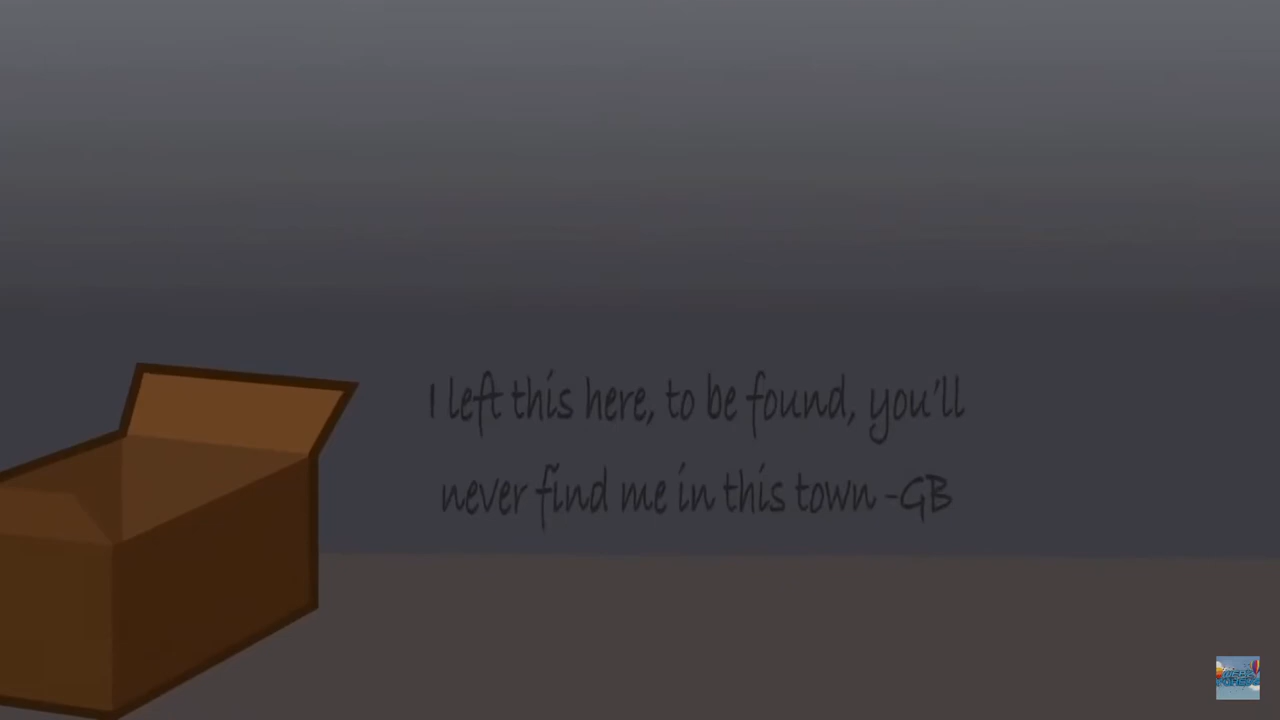 I left this here, to be found, you'll
never find me in this town -GB